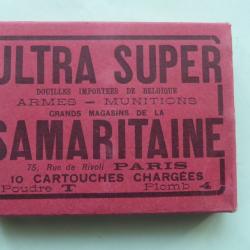 ULTRA SUPER
DOUILLES IMPORTÉES DE BELGIQUE
ARMES - MUNITIONS
GRANDS MAGASINS DE LA
SAMARITAINE
75, Rue de Rivoli PARIS
10 CARTOUCHES CHARGÉES
Poudre T Plomb 4